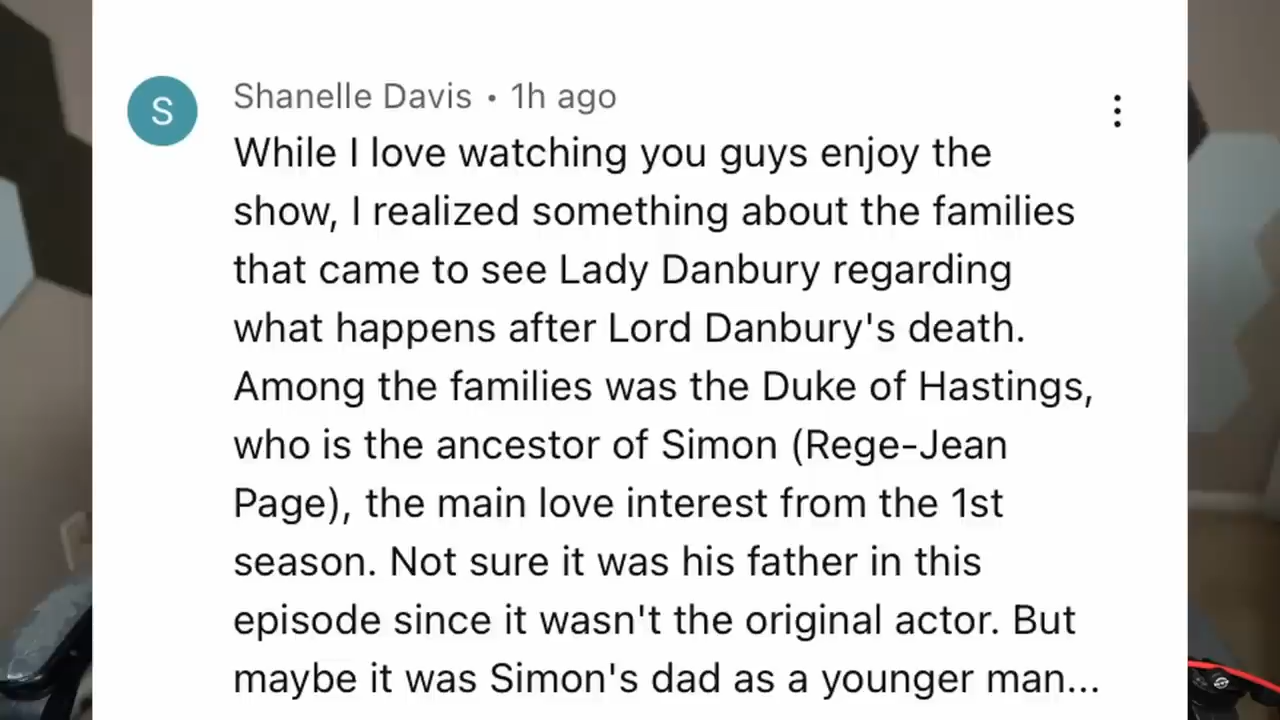 S
Shanelle Davis • 1h ago
While I love watching you guys enjoy the
show, I realized something about the families
that came to see Lady Danbury regarding
what happens after Lord Danbury's death.
Among the families was the Duke of Hastings,
who is the ancestor of Simon (Rege-Jean
Page), the main love interest from the 1st
season. Not sure it was his father in this
episode since it wasn't the original actor. But
maybe it was Simon's dad as a younger man...